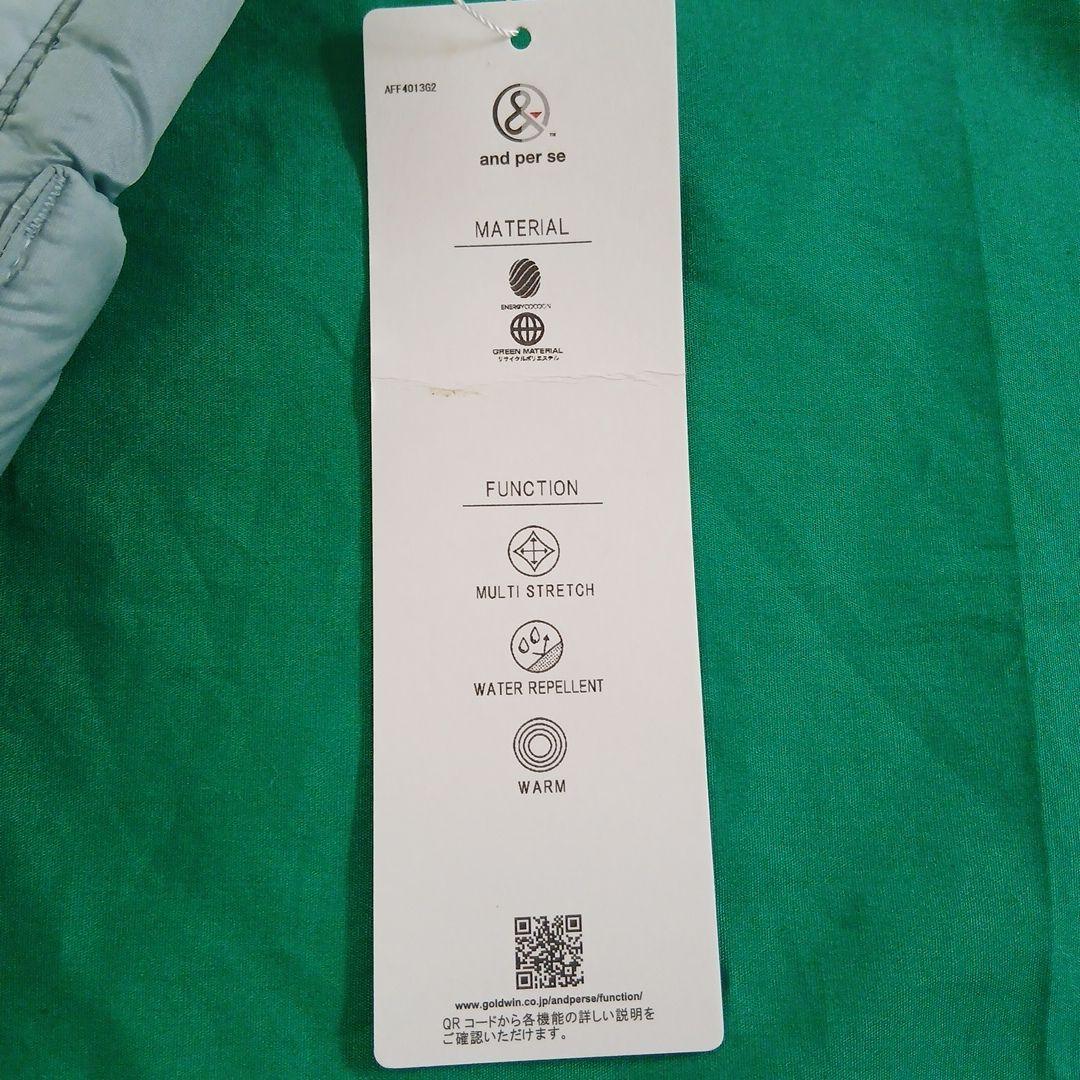 AFF4013G2
and per se
MATERIAL
ENERGYCOCOON
GREEN MATERIAL
リサイクルポリエステル
FUNCTION
MULTI STRETCH
WATER REPELLENT
WARM
www.goldwin.co.jp/andperse/function/
QRコードから各機能の詳しい説明を
ご確認いただけます。